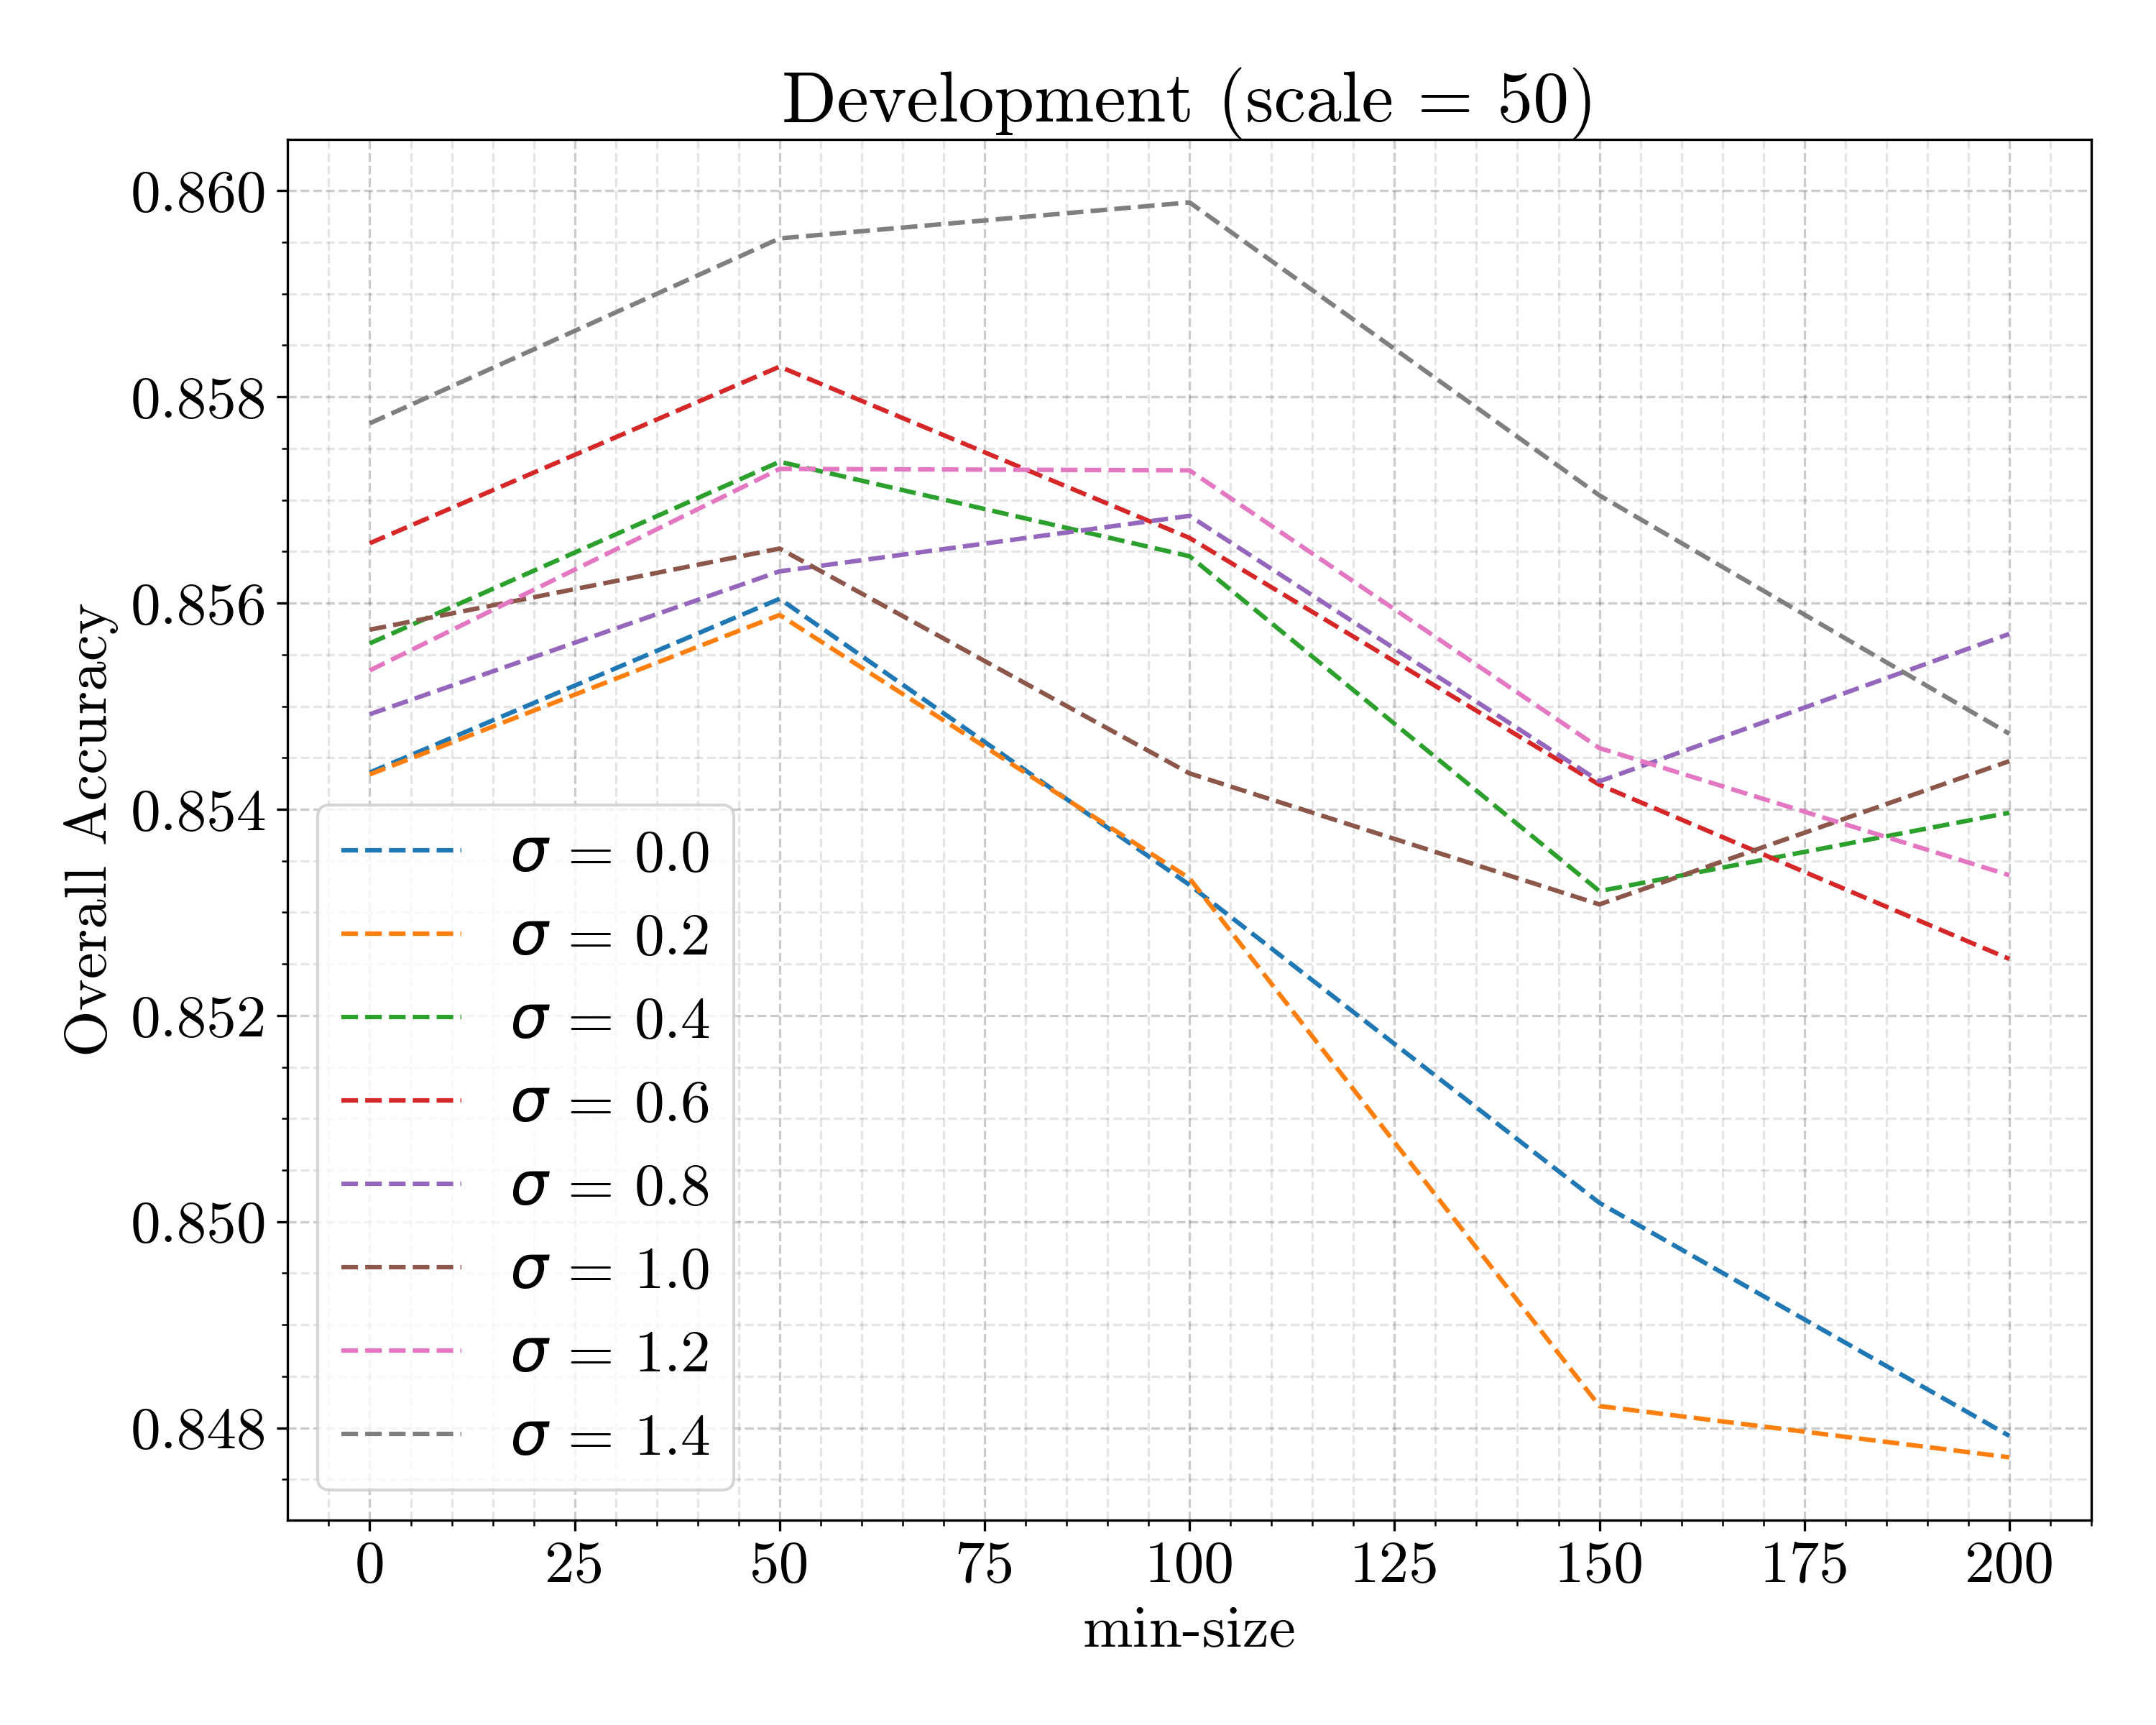 Development (scale = 50)
Overall Accuracy
0.860
0.858
0.856
0.854
0.852
0.850
0.848
σ = 0.0
σ = 0.2
σ = 0.4
σ = 0.6
σ = 0.8
σ = 1.0
σ = 1.2
σ = 1.4
0 25 50 75 100 125 150 175 200
min-size